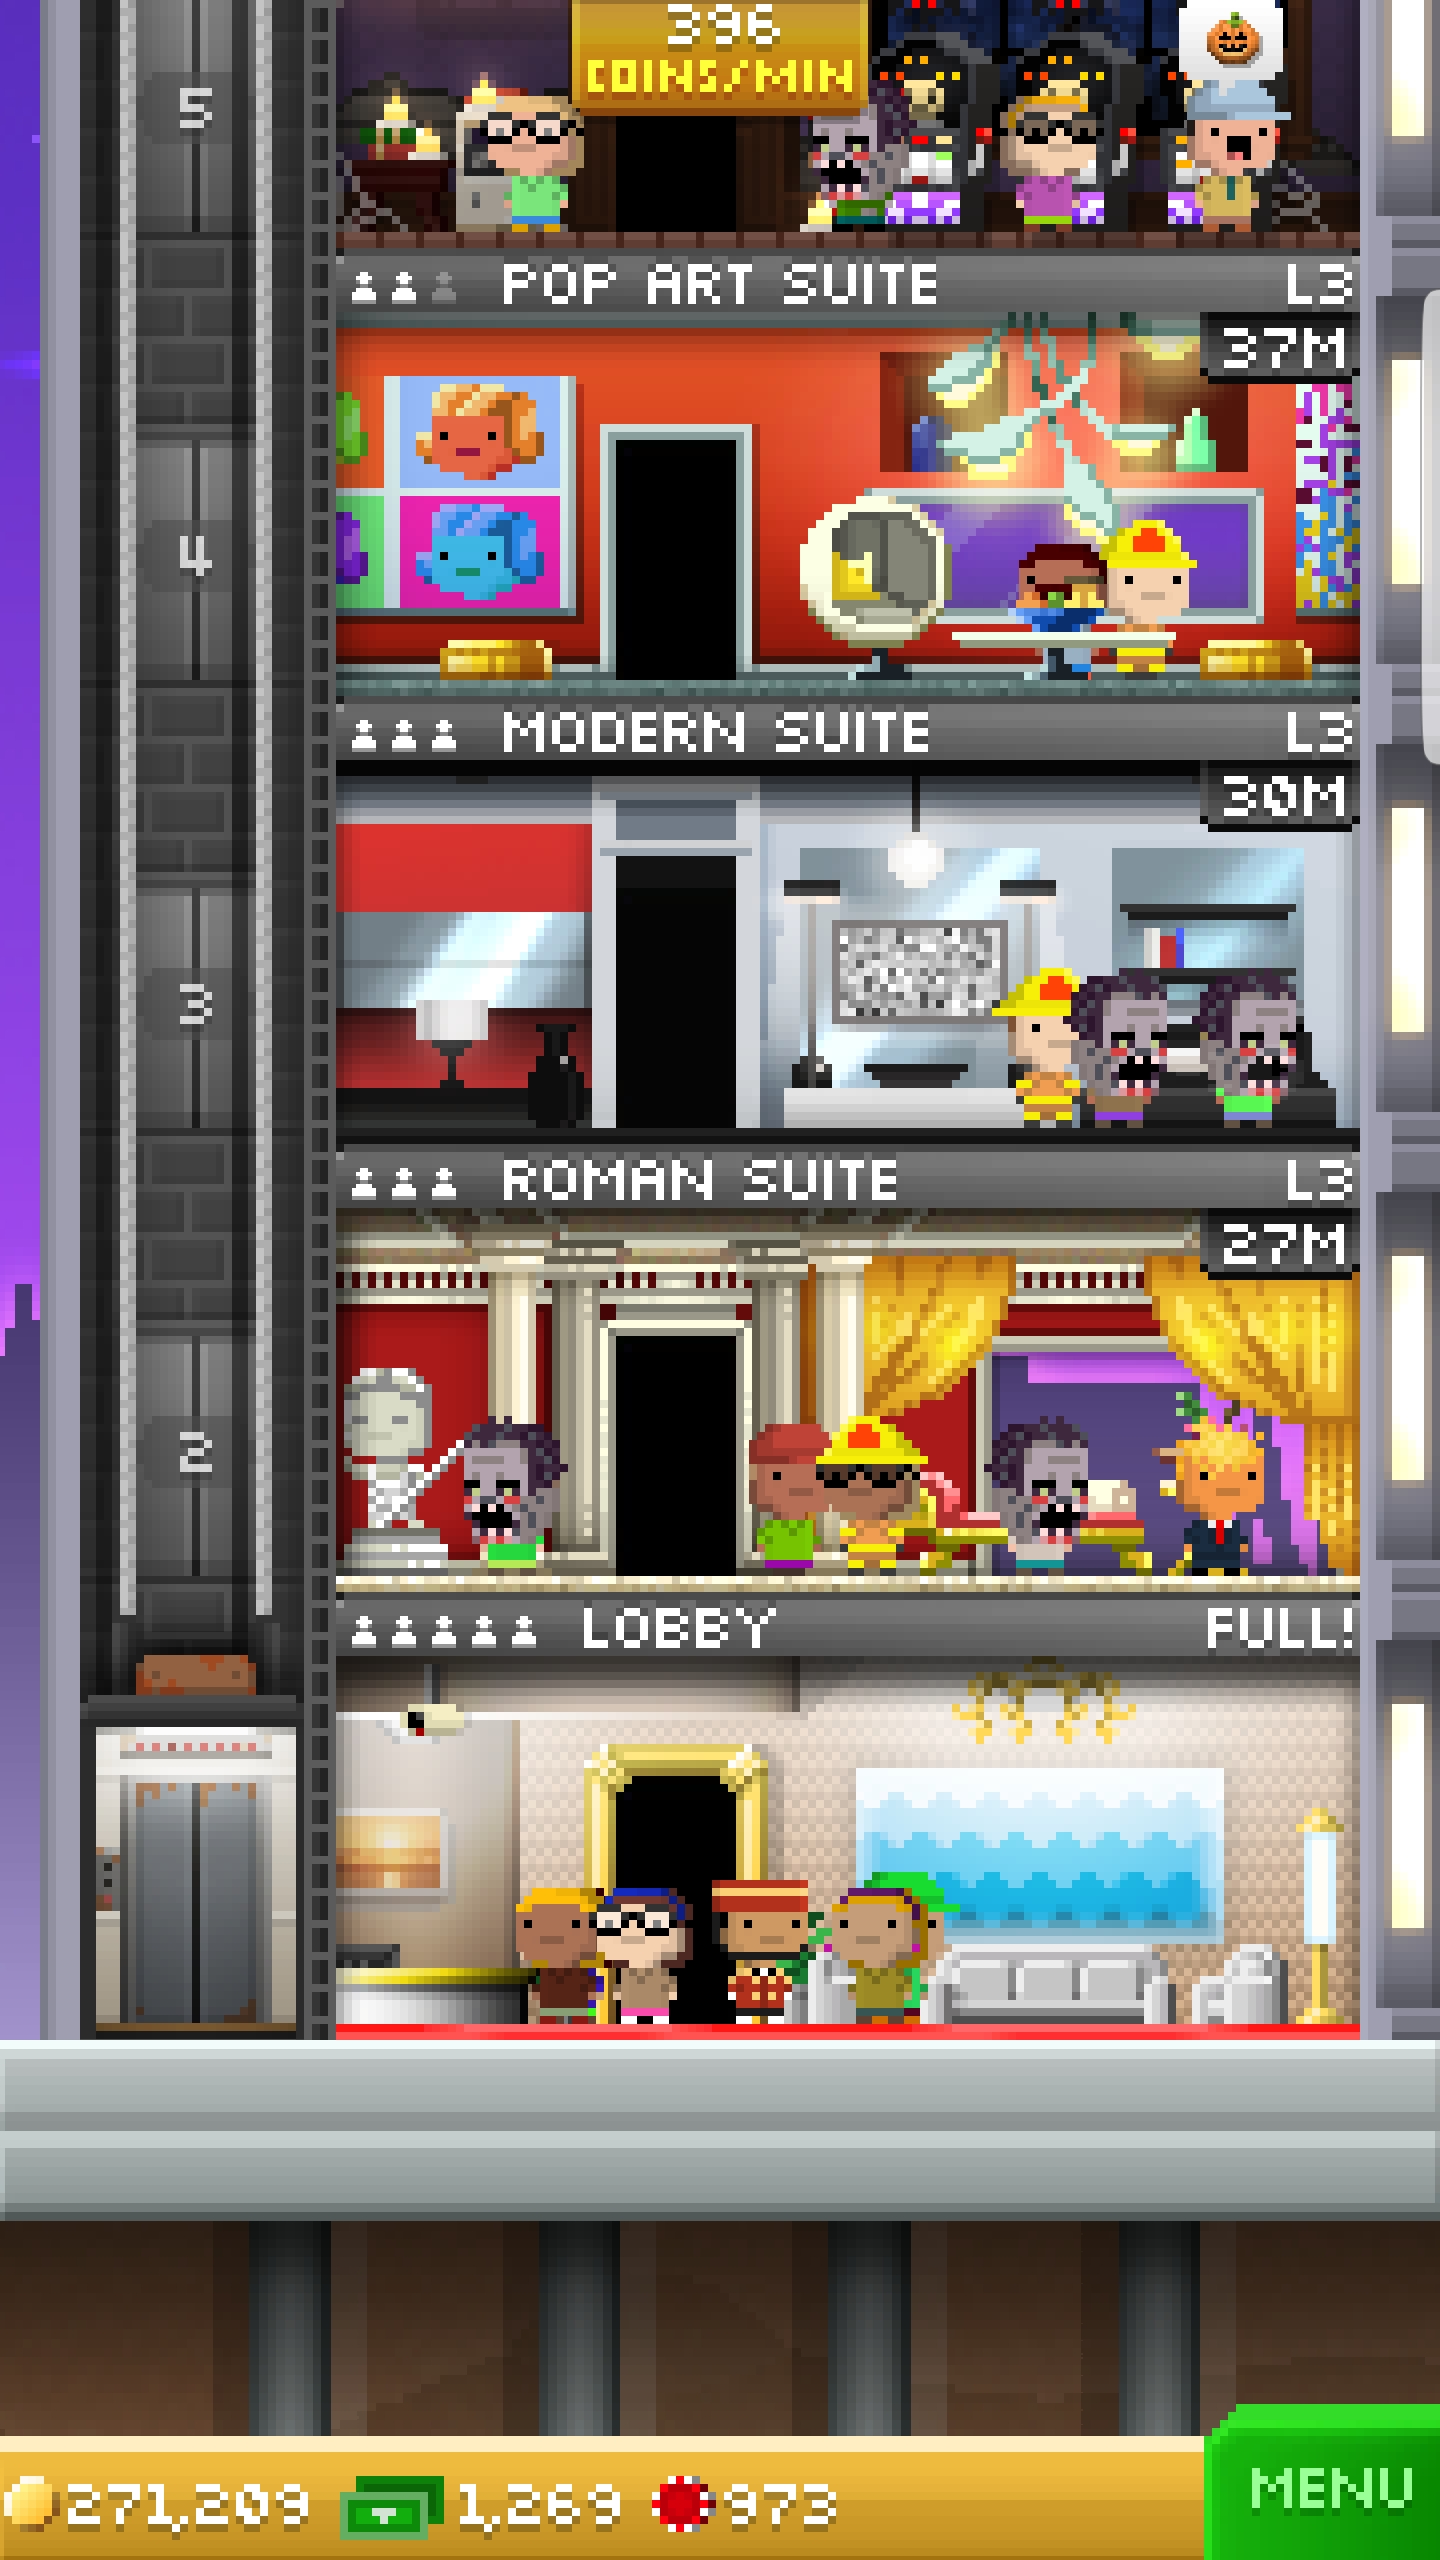 396
COINS/MIN
5
POP ART SUITE L3
37M
4
MODERN SUITE L3
30M
3
ROMAN SUITE L3
27M
2
LOBBY FULL!
271,209 1,269 973
MENU